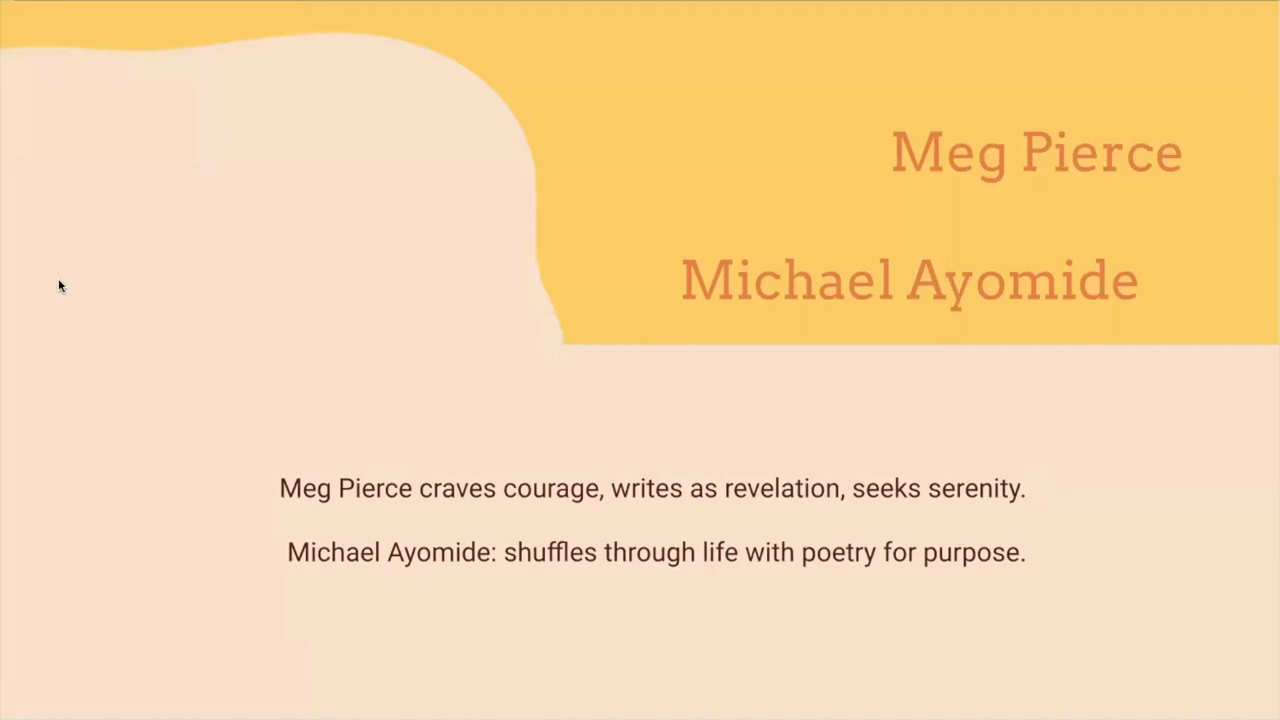 Meg Pierce
Michael Ayomide
Meg Pierce craves courage, writes as revelation, seeks serenity.
Michael Ayomide: shuffles through life with poetry for purpose.